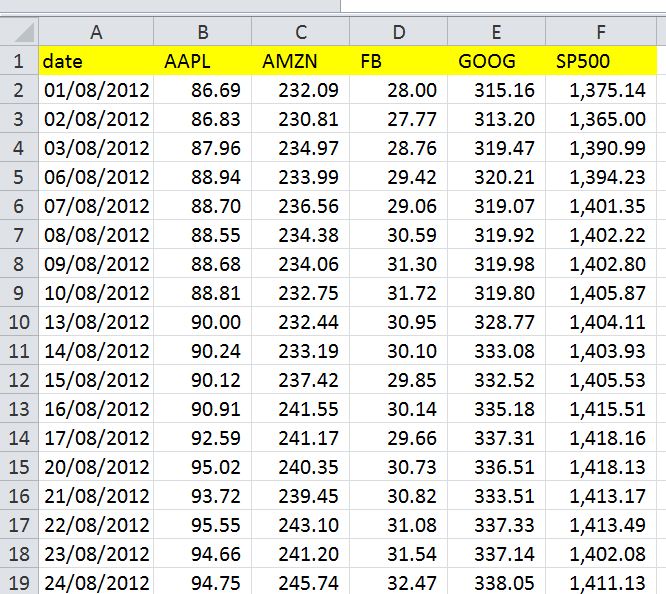 A B C D E F
1 date AAPL AMZN FB GOOG SP500
2 01/08/2012 86.69 232.09 28.00 315.16 1,375.14
3 02/08/2012 86.83 230.81 27.77 313.20 1,365.00
4 03/08/2012 87.96 234.97 28.76 319.47 1,390.99
5 06/08/2012 88.94 233.99 29.42 320.21 1,394.23
6 07/08/2012 88.70 236.56 29.06 319.07 1,401.35
7 08/08/2012 88.55 234.38 30.59 319.92 1,402.22
8 09/08/2012 88.68 234.06 31.30 319.98 1,402.80
9 10/08/2012 88.81 232.75 31.72 319.80 1,405.87
10 13/08/2012 90.00 232.44 30.95 328.77 1,404.11
11 14/08/2012 90.24 233.19 30.10 333.08 1,403.93
12 15/08/2012 90.12 237.42 29.85 332.52 1,405.53
13 16/08/2012 90.91 241.55 30.14 335.18 1,415.51
14 17/08/2012 92.59 241.17 29.66 337.31 1,418.16
15 20/08/2012 95.02 240.35 30.73 336.51 1,418.13
16 21/08/2012 93.72 239.45 30.82 333.51 1,413.17
17 22/08/2012 95.55 243.10 31.08 337.33 1,413.49
18 23/08/2012 94.66 241.20 31.54 337.14 1,402.08
19 24/08/2012 94.75 245.74 32.47 338.05 1,411.13